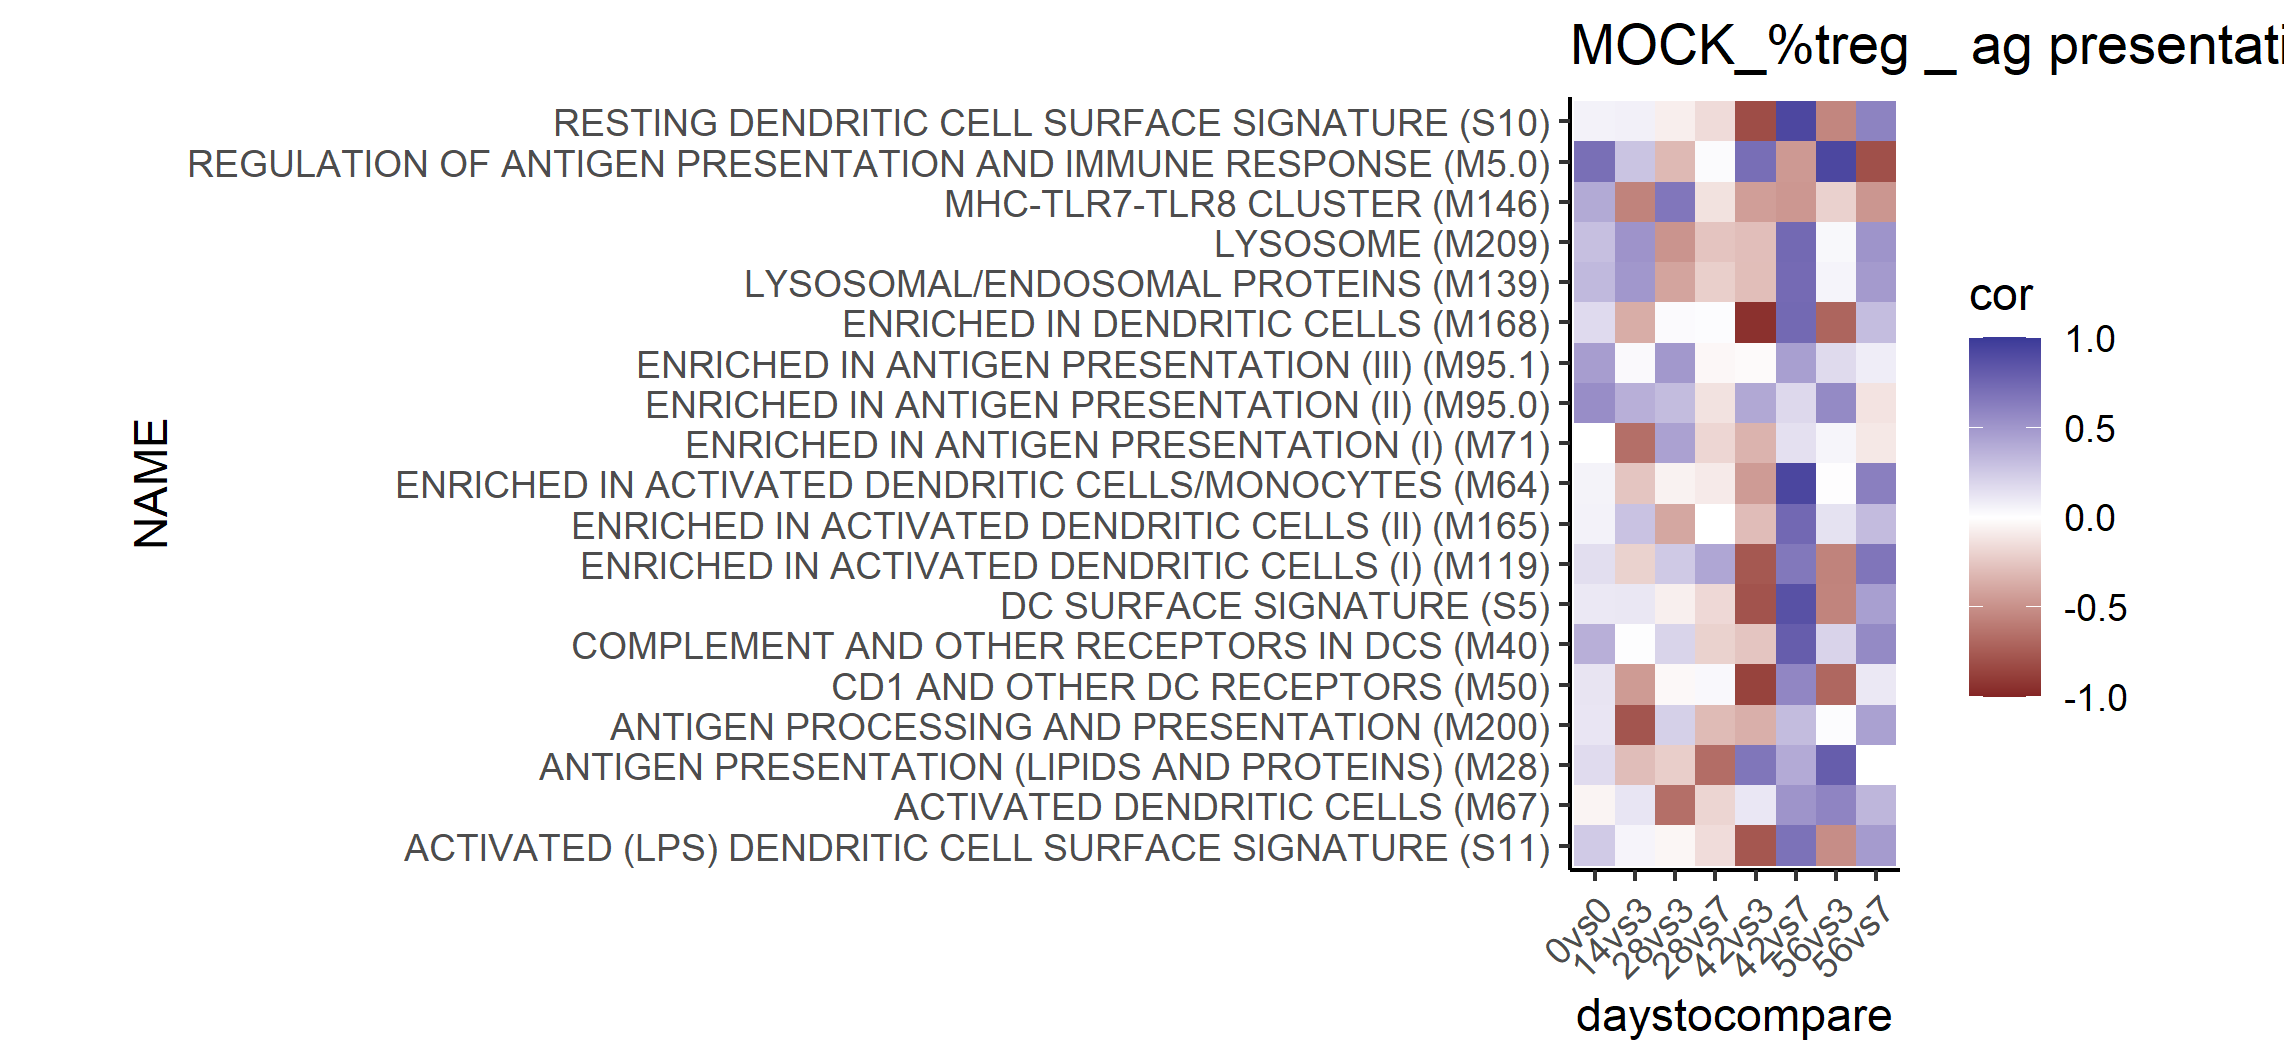 MOCK_%treg _ ag presentati
RESTING DENDRITIC CELL SURFACE SIGNATURE (S10)
REGULATION OF ANTIGEN PRESENTATION AND IMMUNE RESPONSE (M5.0)
MHC-TLR7-TLR8 CLUSTER (M146)
LYSOSOME (M209)
LYSOSOMAL/ENDOSOMAL PROTEINS (M139)
ENRICHED IN DENDRITIC CELLS (M168)
ENRICHED IN ANTIGEN PRESENTATION (III) (M95.1)
ENRICHED IN ANTIGEN PRESENTATION (II) (M95.0)
ENRICHED IN ANTIGEN PRESENTATION (I) (M71)
ENRICHED IN ACTIVATED DENDRITIC CELLS/MONOCYTES (M64)
ENRICHED IN ACTIVATED DENDRITIC CELLS (II) (M165)
ENRICHED IN ACTIVATED DENDRITIC CELLS (I) (M119)
DC SURFACE SIGNATURE (S5)
COMPLEMENT AND OTHER RECEPTORS IN DCS (M40)
CD1 AND OTHER DC RECEPTORS (M50)
ANTIGEN PROCESSING AND PRESENTATION (M200)
ANTIGEN PRESENTATION (LIPIDS AND PROTEINS) (M28)
ACTIVATED DENDRITIC CELLS (M67)
ACTIVATED (LPS) DENDRITIC CELL SURFACE SIGNATURE (S11)
NAME
0vs0
14vs3
28vs3
28vs7
42vs3
42vs7
56vs3
56vs7
daystocompare
cor
1.0
0.5
0.0
-0.5
-1.0